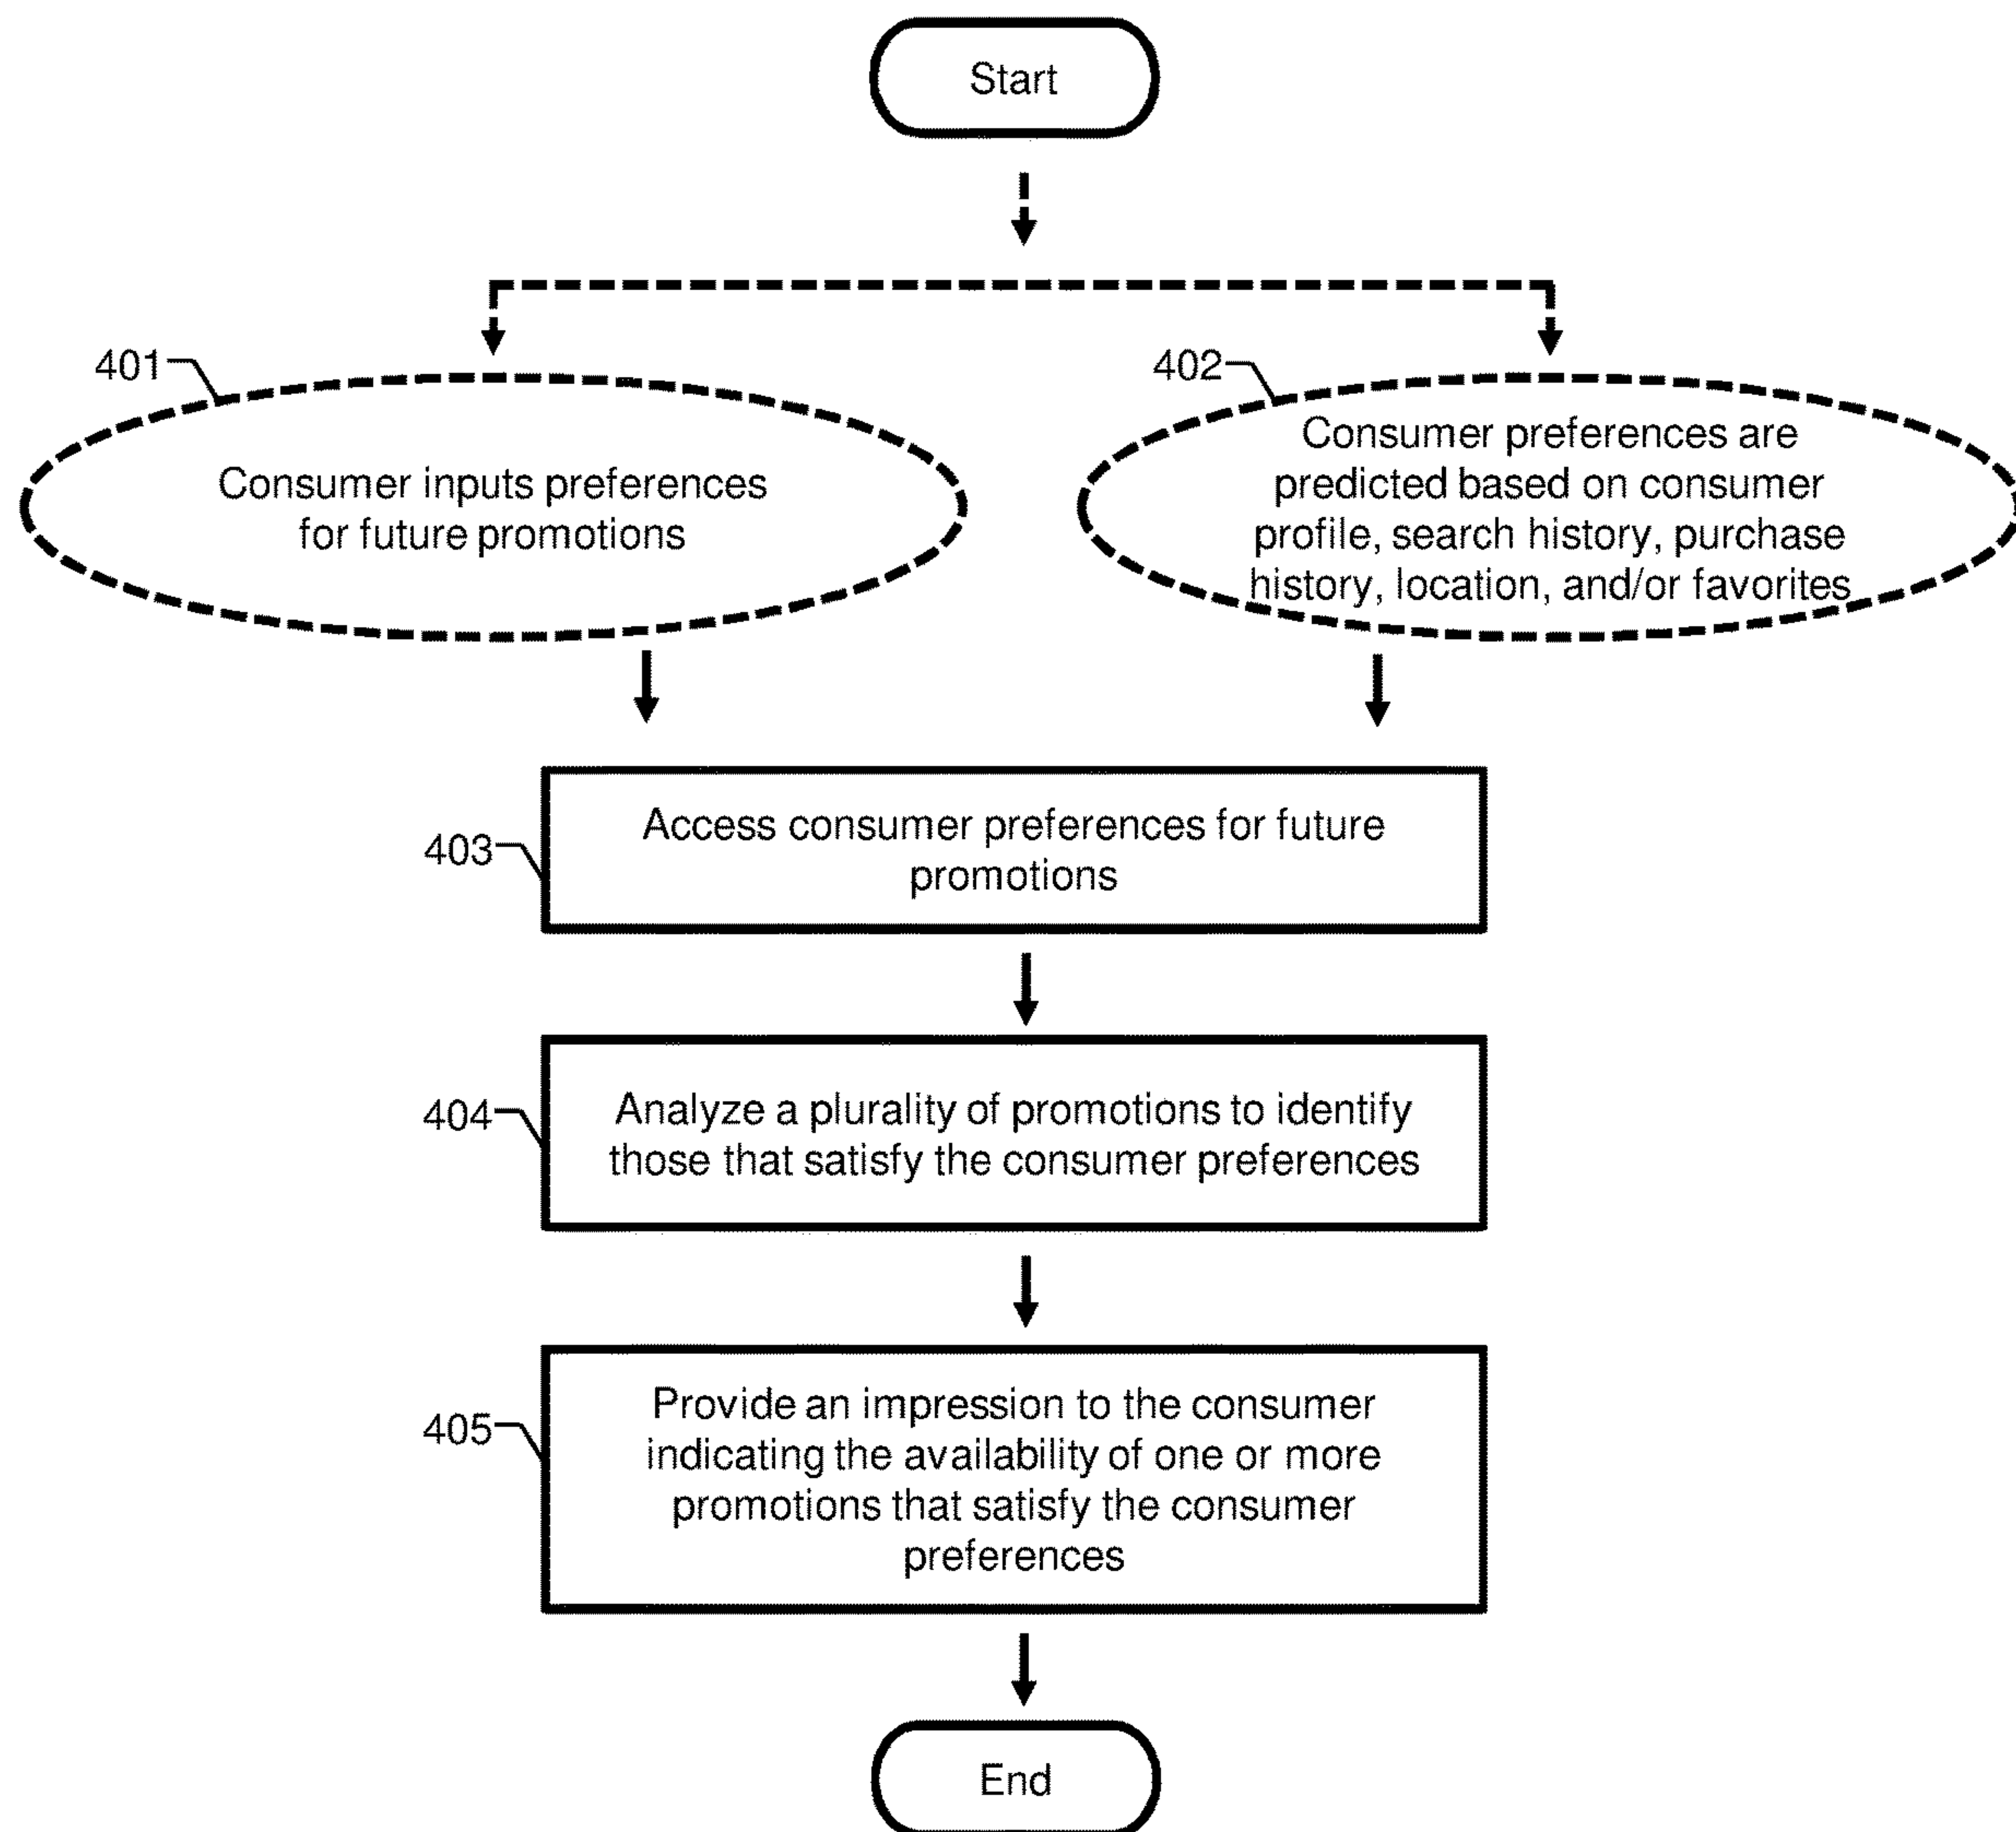 Start
401
Consumer inputs preferences
for future promotions
402
Consumer preferences are
predicted based on consumer
profile, search history, purchase
history, location, and/or favorites
403
Access consumer preferences for future
promotions
404
Analyze a plurality of promotions to identify
those that satisfy the consumer preferences
405
Provide an impression to the consumer
indicating the availability of one or more
promotions that satisfy the consumer
preferences
End